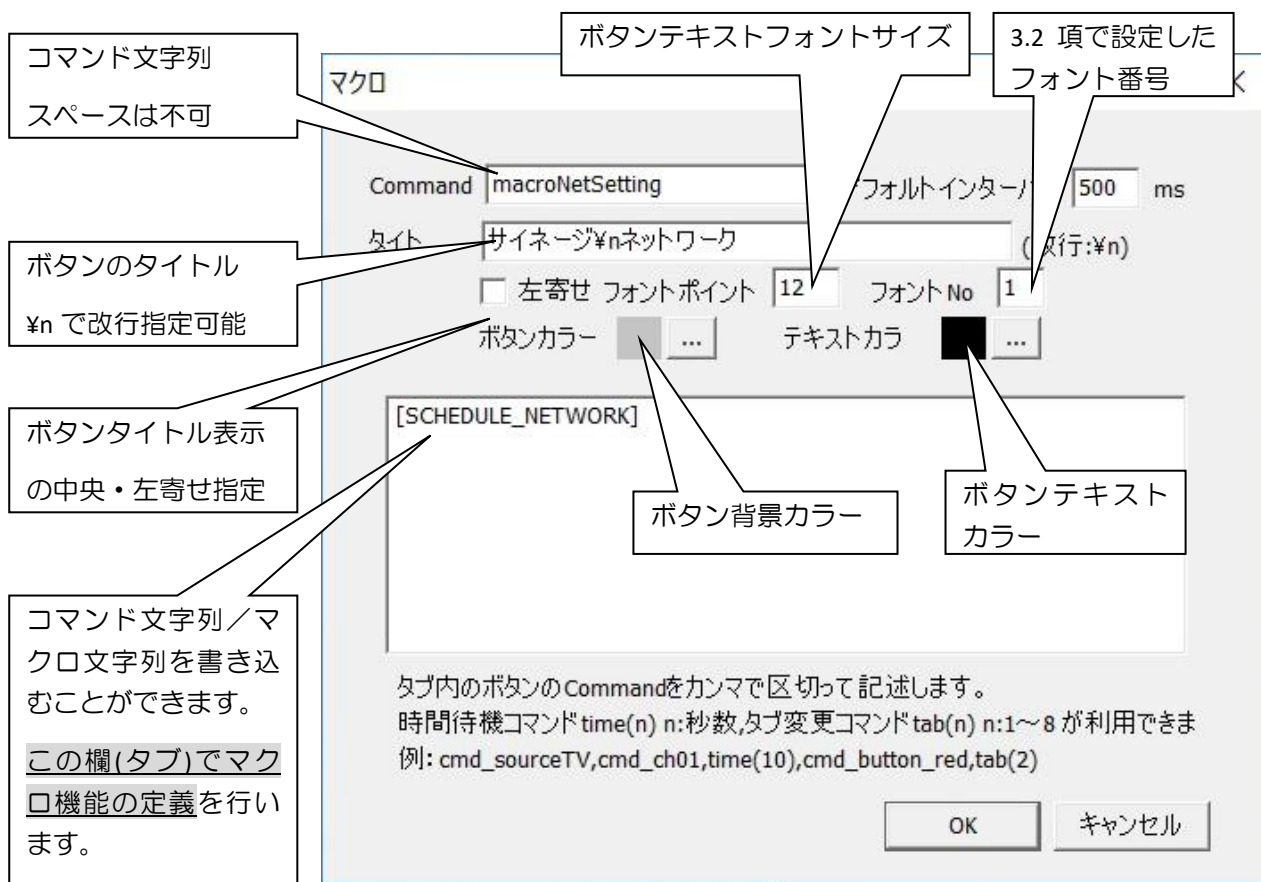 コマンド文字列
スペースは不可
ボタンテキストフォントサイズ
3.2 項で設定した
フォント番号
マクロ
Command macroNetSetting フォルトインターバ 500 ms
タイト サイネージ¥nネットワーク (改行:¥n)
ボタンのタイトル
¥n で改行指定可能
左寄せ フォントポイント 12 フォントNo 1
ボタンカラー ... テキストカラ ...
ボタンタイトル表示
の中央・左寄せ指定
[SCHEDULE_NETWORK]
ボタン背景カラー
ボタンテキスト
カラー
コマンド文字列／マ
クロ文字列を書き込
むことができます。
この欄(タブ)でマク
ロ機能の定義を行い
ます。
タブ内のボタンのCommandをカンマで区切って記述します。
時間待機コマンドtime(n) n:秒数,タブ変更コマンドtab(n) n:1～8 が利用できま
例: cmd_sourceTV,cmd_ch01,time(10),cmd_button_red,tab(2)
OK キャンセル